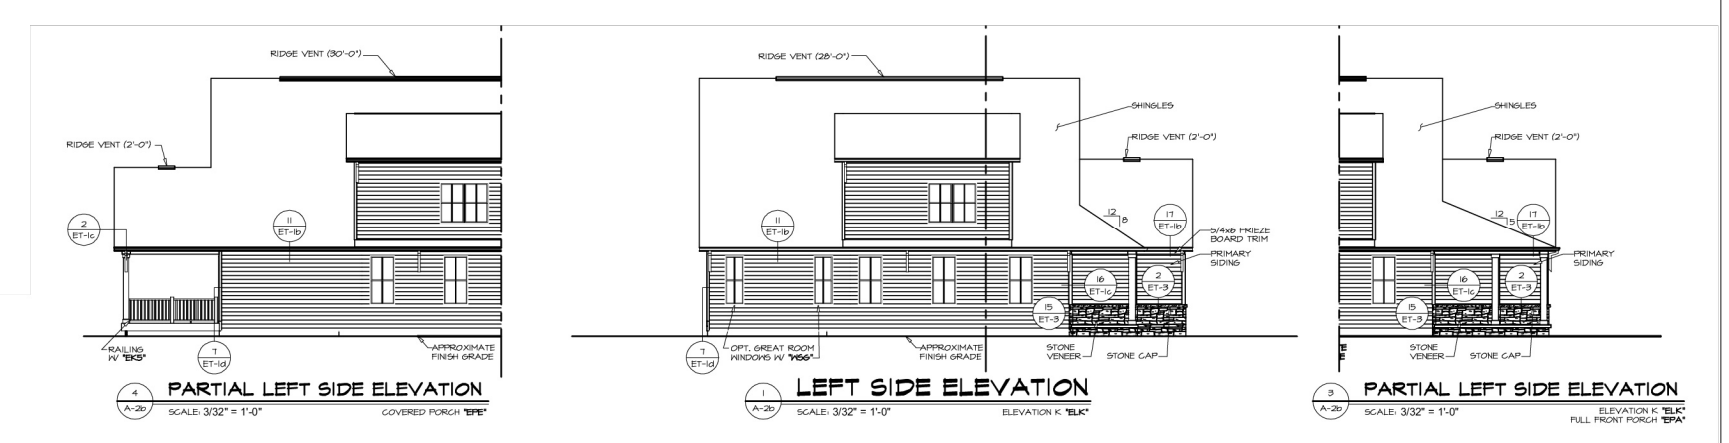 RIDGE VENT (30'-0")
RIDGE VENT (2'-0")
2
ET-1c
11
ET-1b
RAILING
W/ "EKS"
7
ET-1d
APPROXIMATE
FINISH GRADE
4
A-2b
PARTIAL LEFT SIDE ELEVATION
SCALE: 3/32" = 1'-0"
COVERED PORCH "EPE"
RIDGE VENT (28'-0")
SHINGLES
RIDGE VENT (2'-0")
12
8
11
ET-1b
17
ET-1b
5/4x6 FRIEZE
BOARD TRIM
PRIMARY
SIDING
16
ET-1c
2
ET-3
15
ET-3
7
ET-1d
OPT. GREAT ROOM
WINDOWS W/ "WSG"
APPROXIMATE
FINISH GRADE
STONE
VENEER
STONE CAP
1
A-2b
LEFT SIDE ELEVATION
SCALE: 3/32" = 1'-0"
ELEVATION K "ELK"
SHINGLES
RIDGE VENT (2'-0")
12
5
17
ET-1b
PRIMARY
SIDING
16
ET-1c
2
ET-3
15
ET-3
STONE
VENEER
STONE CAP
3
A-2b
PARTIAL LEFT SIDE ELEVATION
SCALE: 3/32" = 1'-0"
ELEVATION K "ELK"
FULL FRONT PORCH "EPA"